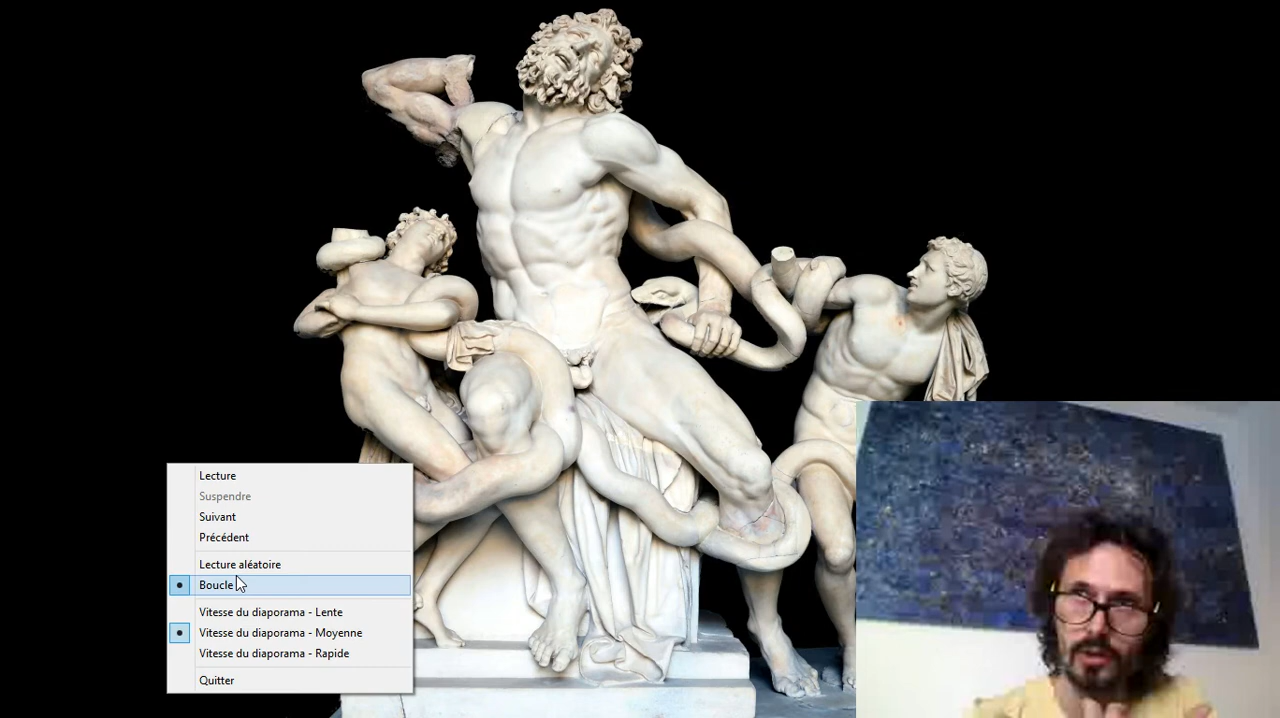 Lecture
Suspendre
Suivant
Précédent
Lecture aléatoire
Boucle
Vitesse du diaporama - Lente
Vitesse du diaporama - Moyenne
Vitesse du diaporama - Rapide
Quitter